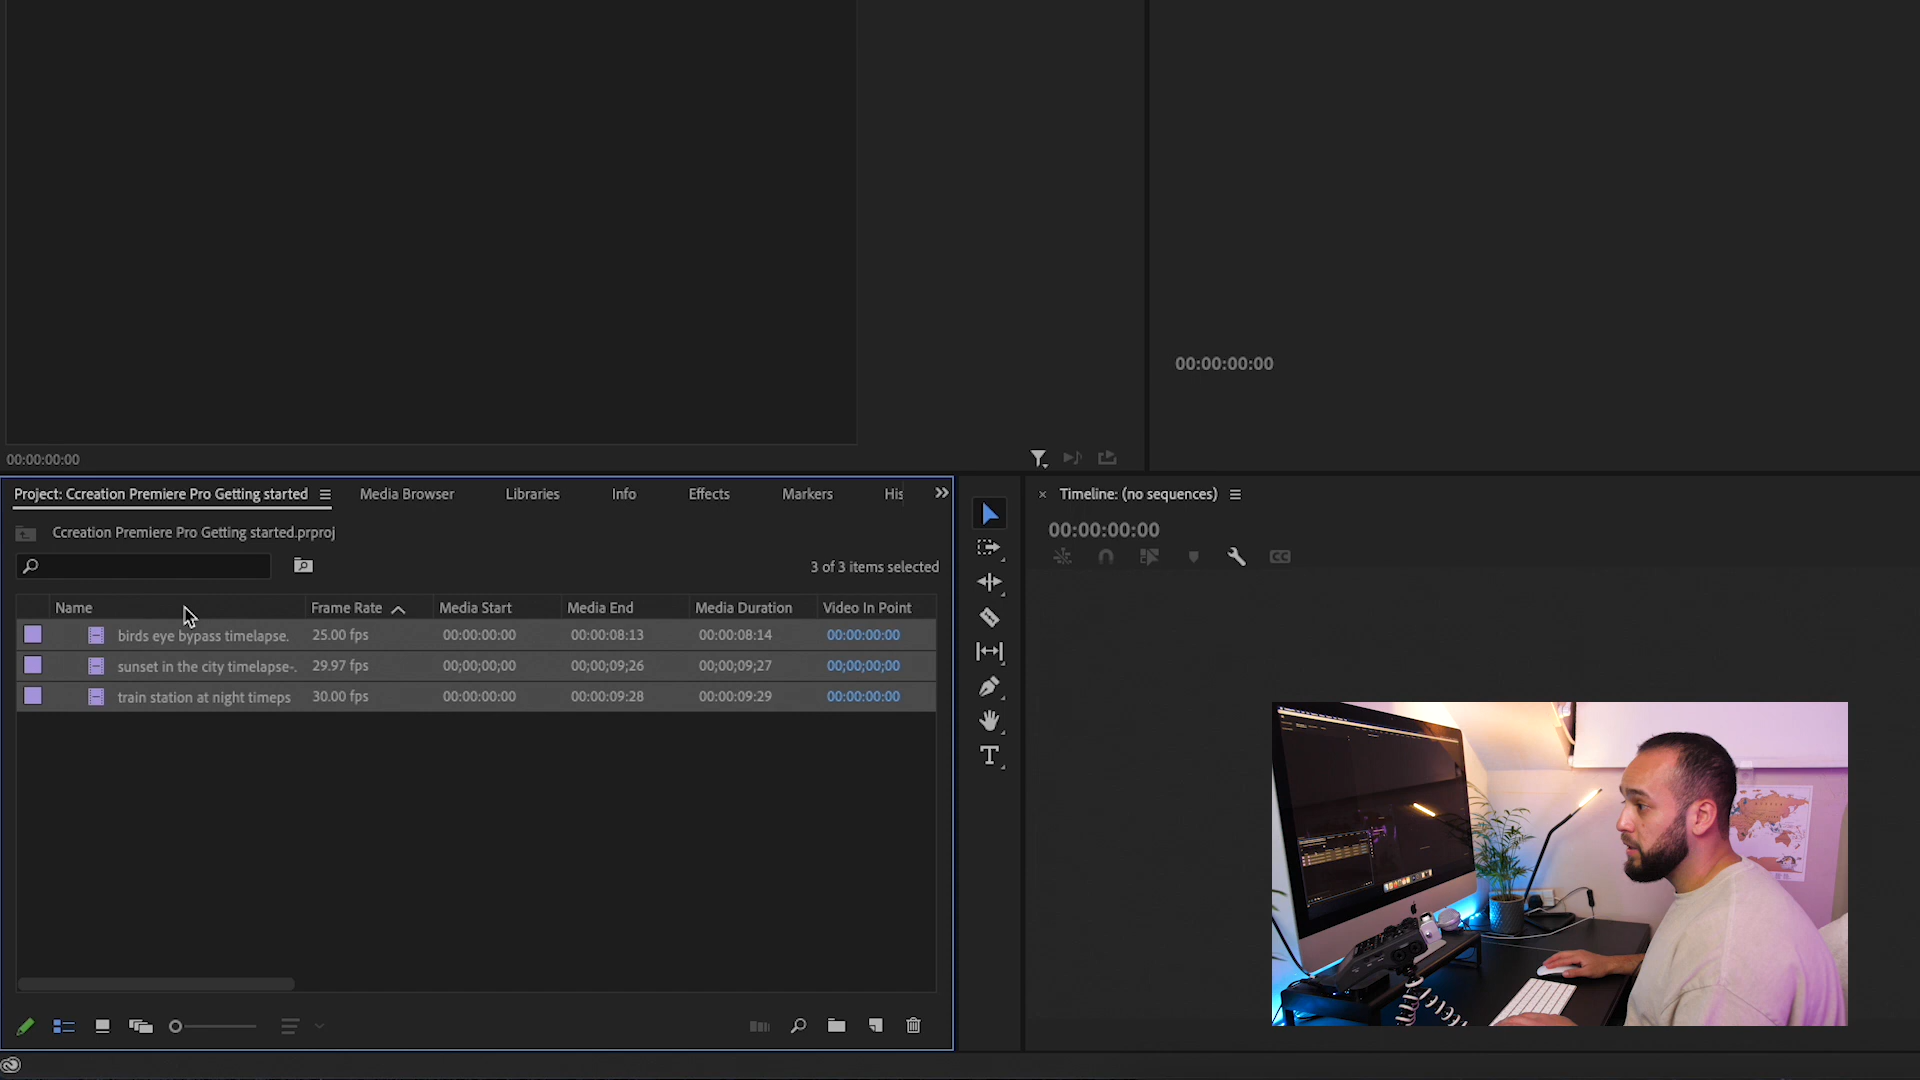 00:00:00:00
00:00:00:00
Project: Ccreation Premiere Pro Getting started
Media Browser
Libraries
Info
Effects
Markers
His
Ccreation Premiere Pro Getting started.prproj
3 of 3 items selected
Name Frame Rate Media Start Media End Media Duration Video In Point
birds eye bypass timelapse. 25.00 fps 00:00:00:00 00:00:08:13 00:00:08:14 00:00:00:00
sunset in the city timelapse-. 29.97 fps 00;00;00;00 00;00;09;26 00;00;09;27 00;00;00;00
train station at night timeps 30.00 fps 00:00:00:00 00:00:09:28 00:00:09:29 00:00:00:00
T
× Timeline: (no sequences)
00:00:00:00
CC